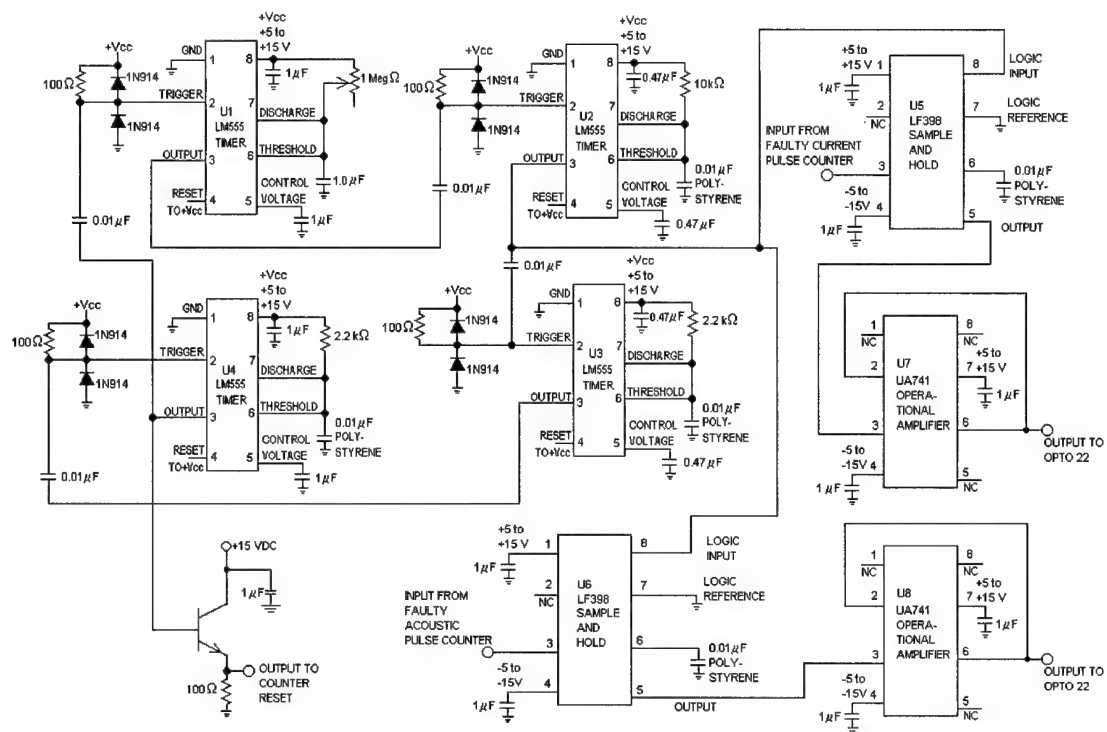 +Vcc
100Ω
1N914
1N914
TRIGGER
GND
1
2
3
4
8
7
6
5
U1
LM555
TIMER
OUTPUT
RESET
TO+Vcc
+Vcc
+5 to
+15 V
1µF
1 Meg Ω
DISCHARGE
THRESHOLD
1.0µF
CONTROL
VOLTAGE
1µF
0.01µF
0.01µF
+Vcc
100Ω
1N914
1N914
TRIGGER
GND
1
2
3
4
8
7
6
5
U2
LM555
TIMER
OUTPUT
RESET
TO+Vcc
+Vcc
+5 to
+15 V
0.47µF
10kΩ
DISCHARGE
THRESHOLD
0.01µF
POLY-
STYRENE
CONTROL
VOLTAGE
0.47µF
0.01µF
+5 to
+15V
1µF
1
2
NC
3
4
8
7
6
5
U5
LF398
SAMPLE
AND
HOLD
INPUT FROM
FAULTY CURRENT
PULSE COUNTER
-5 to
-15V
1µF
LOGIC
INPUT
LOGIC
REFERENCE
0.01µF
POLY-
STYRENE
OUTPUT
+Vcc
100Ω
1N914
1N914
TRIGGER
GND
1
2
3
4
8
7
6
5
U4
LM555
TIMER
OUTPUT
RESET
TO+Vcc
+Vcc
+5 to
+15 V
1µF
2.2 kΩ
DISCHARGE
THRESHOLD
0.01µF
POLY-
STYRENE
CONTROL
VOLTAGE
1µF
0.01µF
+Vcc
100Ω
1N914
1N914
TRIGGER
GND
1
2
3
4
8
7
6
5
U3
LM555
TIMER
OUTPUT
RESET
TO+Vcc
+Vcc
+5 to
+15 V
0.47µF
2.2 kΩ
DISCHARGE
THRESHOLD
0.01µF
POLY-
STYRENE
CONTROL
VOLTAGE
0.47µF
1
NC
2
3
4
8
NC
7
6
5
NC
U7
UA741
OPERATIONAL
AMPLIFIER
+5 to
+15 V
1µF
-5 to
-15V
1µF
OUTPUT TO
OPTO 22
+15 VDC
1µF
100Ω
OUTPUT TO
COUNTER
RESET
+5 to
+15 V
1µF
1
2
NC
3
4
8
7
6
5
U6
LF398
SAMPLE
AND
HOLD
INPUT FROM
FAULTY
ACOUSTIC
PULSE COUNTER
-5 to
-15V
1µF
LOGIC
INPUT
LOGIC
REFERENCE
0.01µF
POLY-
STYRENE
OUTPUT
1
NC
2
3
4
8
NC
7
6
5
NC
U8
UA741
OPERATIONAL
AMPLIFIER
+5 to
+15 V
1µF
-5 to
-15V
1µF
OUTPUT TO
OPTO 22